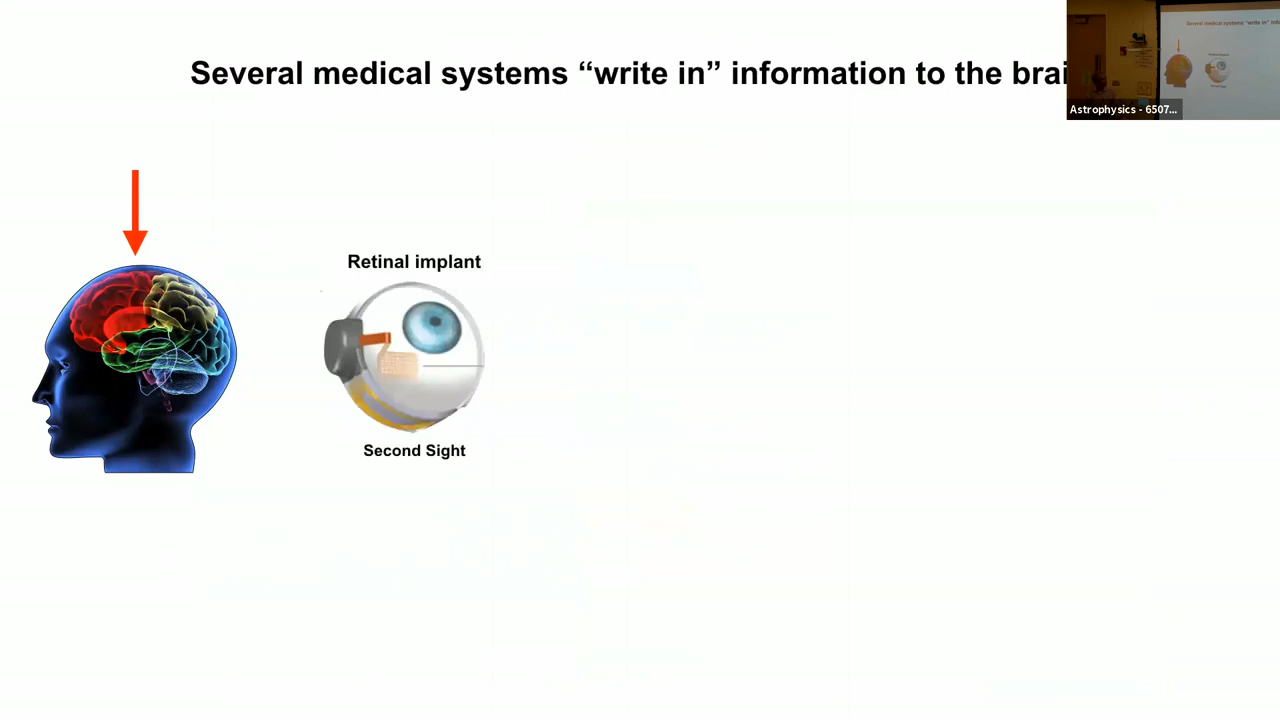 Several medical systems “write in” information to the brai
Astrophysics - 6507...
Retinal implant
Second Sight